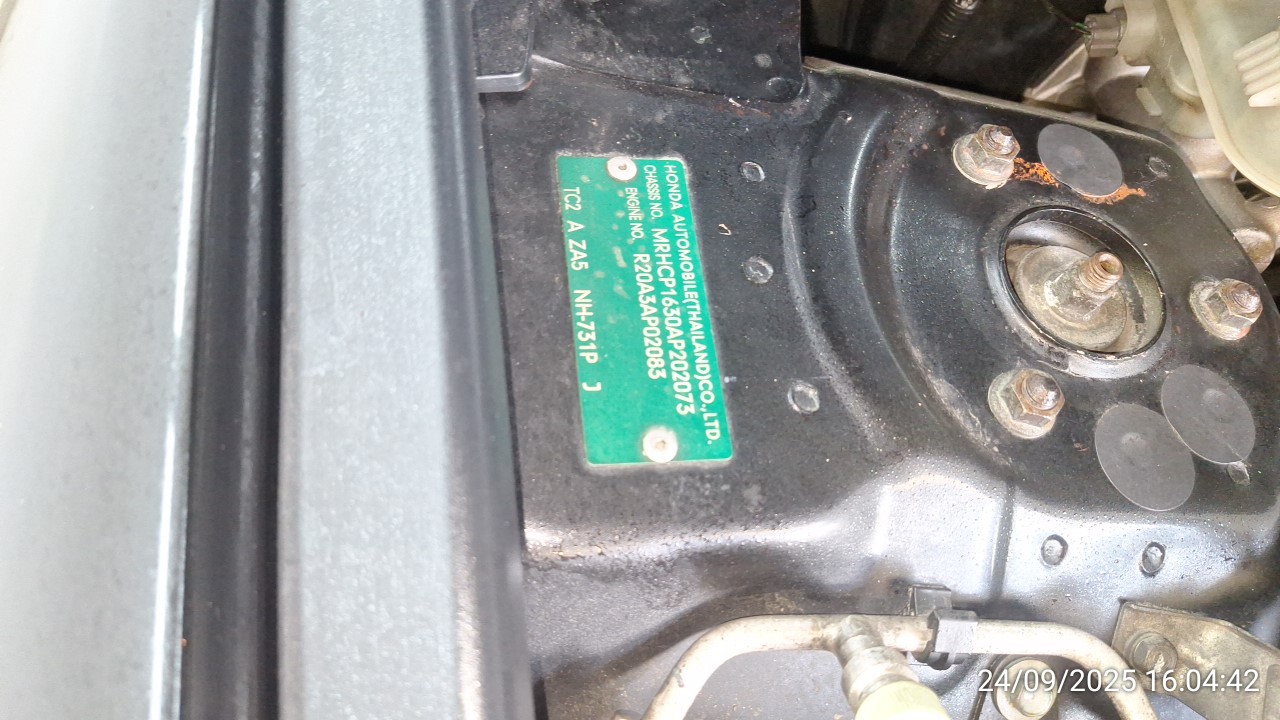 HONDA AUTOMOBILE(THAILAND)CO.,LTD.
CHASSIS NO. MRHCP1630AP202073
ENGINE NO. R20A3AP02083
TC2 A ZA5 NH-731P J
24/09/2025 16:04:42